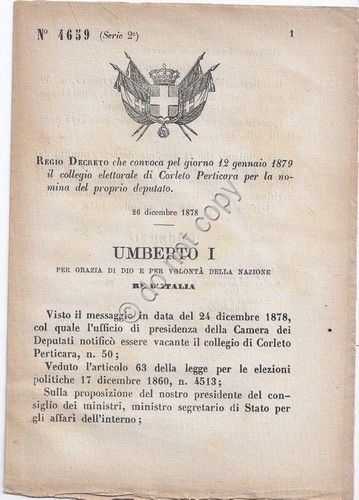 N° 4659 (Serie 2ª) 1
REGIO DECRETO che convoca pel giorno 12 gennaio 1879
il collegio elettorale di Corleto Perticara per la no-
mina del proprio deputato.
26 dicembre 1878
UMBERTO I
PER GRAZIA DI DIO E PER VOLONTÀ DELLA NAZIONE
RE D'ITALIA
Visto il messaggio in data del 24 dicembre 1878,
col quale l'ufficio di presidenza della Camera dei
Deputati notificò essere vacante il collegio di Corleto
Perticara, n. 50;
Veduto l'articolo 63 della legge per le elezioni
politiche 17 dicembre 1860, n. 4513;
Sulla proposizione del nostro presidente del con-
siglio dei ministri, ministro segretario di Stato per
gli affari dell'interno;
do not copy